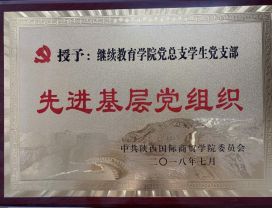 授予：继续教育学院党总支学生党支部
先进基层党组织
中共陕西国际商贸学院委员会
二〇一八年七月